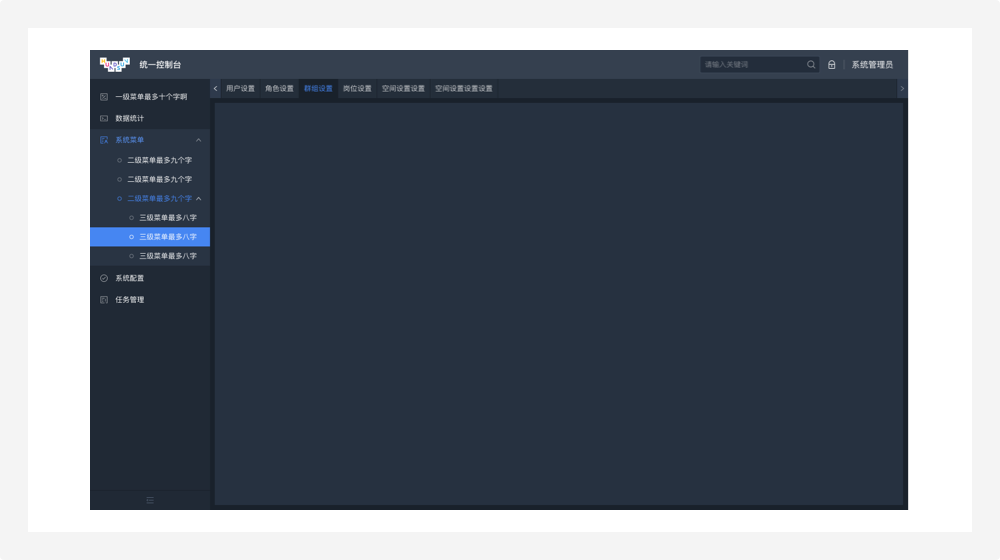 统一控制台
请输入关键词
系统管理员
用户设置 角色设置 群组设置 岗位设置 空间设置设置 空间设置设置设置
一级菜单最多十个字啊
数据统计
系统菜单
二级菜单最多九个字
二级菜单最多九个字
二级菜单最多九个字
三级菜单最多八字
三级菜单最多八字
三级菜单最多八字
系统配置
任务管理